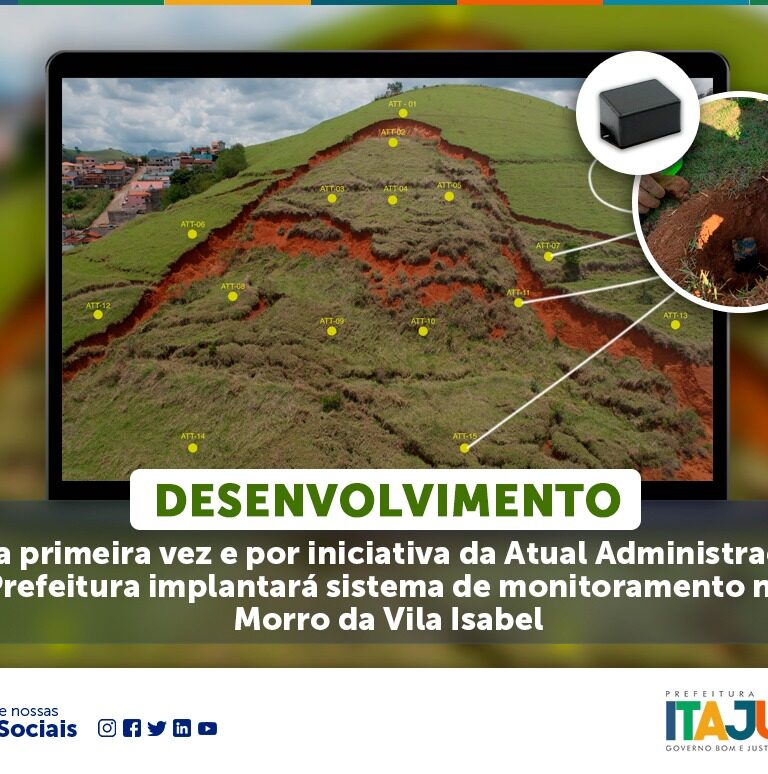 ATT - 01
ATT-02
ATT-03
ATT-04
ATT-05
ATT-06
ATT-07
ATT-08
ATT-11
ATT-12
ATT-09
ATT-10
ATT-13
ATT-14
ATT-15
DESENVOLVIMENTO
a primeira vez e por iniciativa da Atual Administra
Prefeitura implantará sistema de monitoramento n
Morro da Vila Isabel
e nossas
Sociais
PREFEITURA
ITAJU
GOVERNO BOM E JUST